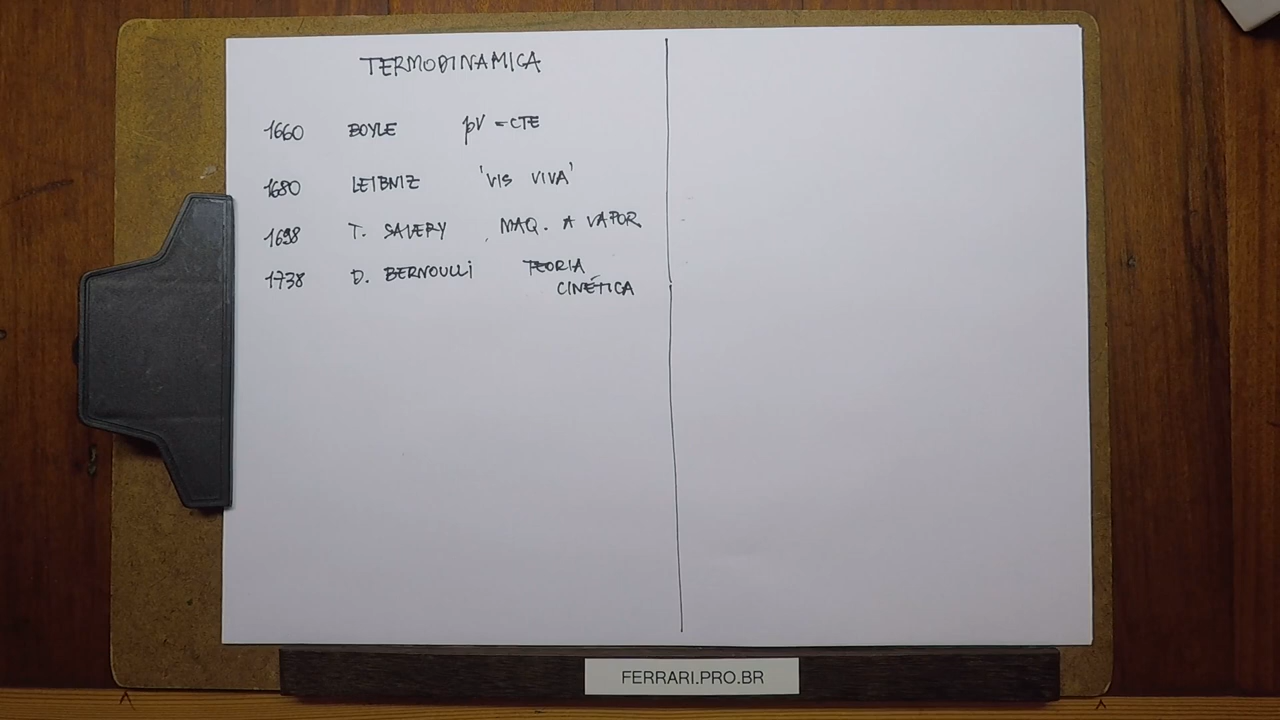 TERMODINAMICA
1660 BOYLE pV = CTE
1680 LEIBNIZ 'VIS VIVA'
1698 T. SAVERY MAQ. A VAPOR
1738 D. BERNOULLI TEORIA
CINÉTICA
FERRARI.PRO.BR